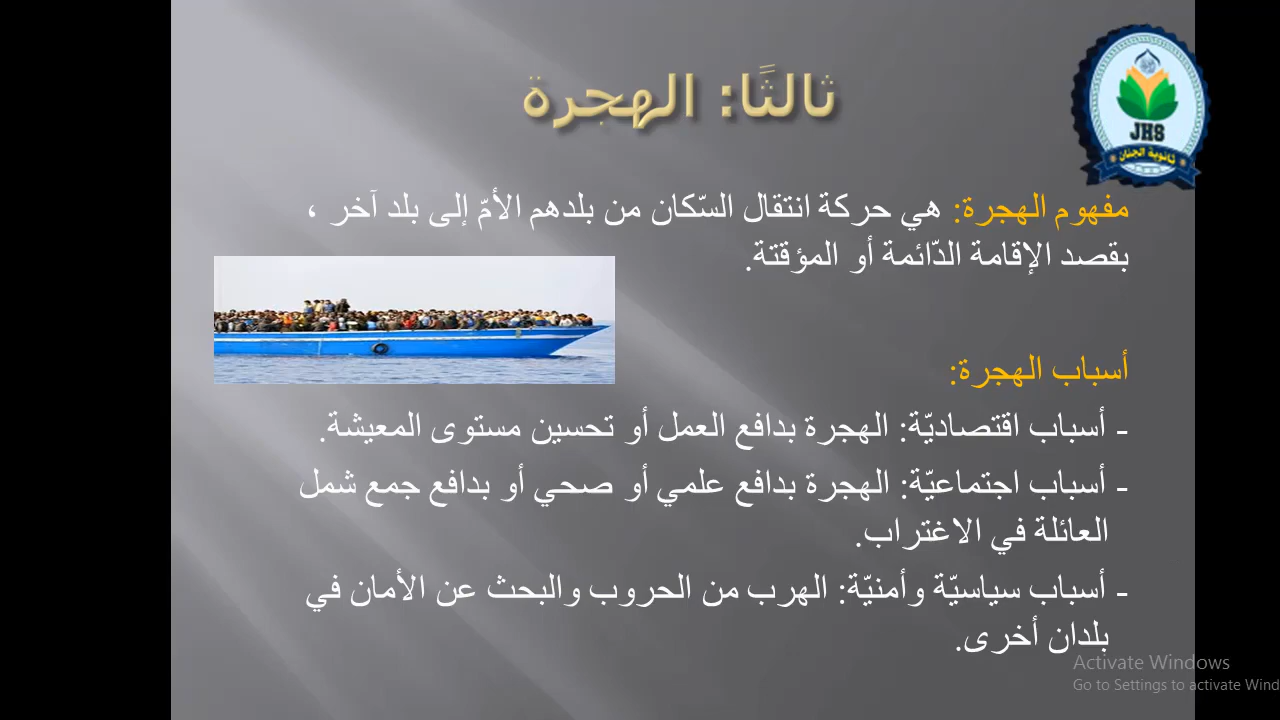 ثالثًا: الهجرة
JHS
ثانوية الجنان
مفهوم الهجرة: هي حركة انتقال السّكان من بلدهم الأمّ إلى بلد آخر ،
بقصد الإقامة الدّائمة أو المؤقتة.
أسباب الهجرة:
- أسباب اقتصاديّة: الهجرة بدافع العمل أو تحسين مستوى المعيشة.
- أسباب اجتماعيّة: الهجرة بدافع علمي أو صحي أو بدافع جمع شمل
العائلة في الاغتراب.
- أسباب سياسيّة وأمنيّة: الهرب من الحروب والبحث عن الأمان في
بلدان أخرى.
Activate Windows
Go to Settings to activate Wind